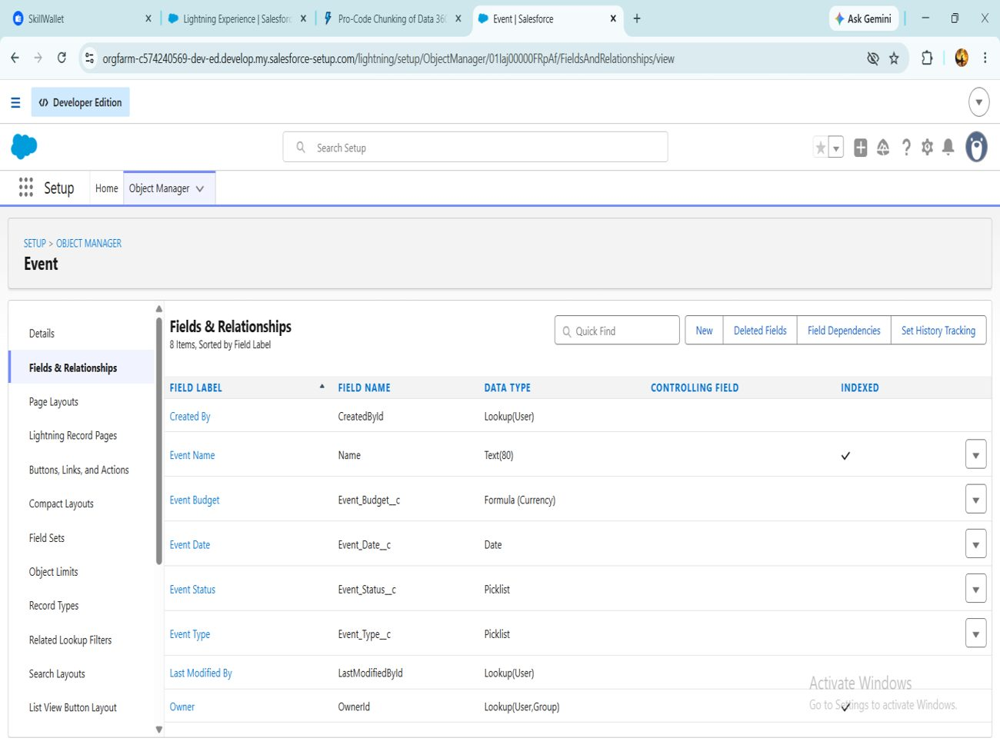 SkillWallet
Lightning Experience | Salesforc
Pro-Code Chunking of Data 360
Event | Salesforce
Ask Gemini
orgfarm-c574240569-dev-ed.develop.my.salesforce-setup.com/lightning/setup/ObjectManager/01Iaj00000FRpAf/FieldsAndRelationships/view
Developer Edition
Search Setup
Setup
Home
Object Manager
SETUP > OBJECT MANAGER
Event
Details
Fields & Relationships
Page Layouts
Lightning Record Pages
Buttons, Links, and Actions
Compact Layouts
Field Sets
Object Limits
Record Types
Related Lookup Filters
Search Layouts
List View Button Layout
Fields & Relationships
8 Items, Sorted by Field Label
Quick Find
New
Deleted Fields
Field Dependencies
Set History Tracking
FIELD LABEL FIELD NAME DATA TYPE CONTROLLING FIELD INDEXED
Created By CreatedById Lookup(User)
Event Name Name Text(80)
Event Budget Event_Budget__c Formula (Currency)
Event Date Event_Date__c Date
Event Status Event_Status__c Picklist
Event Type Event_Type__c Picklist
Last Modified By LastModifiedById Lookup(User)
Owner OwnerId Lookup(User,Group)
Activate Windows
Go to Settings to activate Windows.